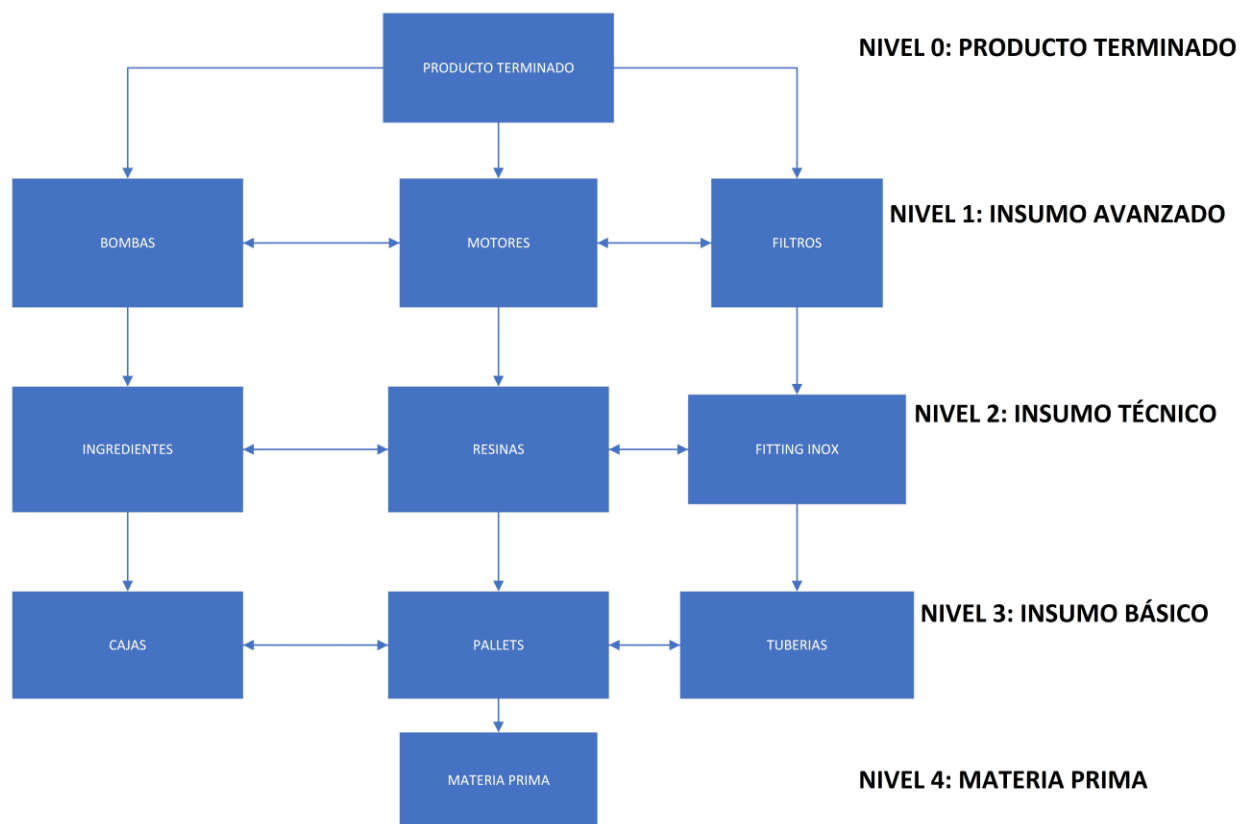 PRODUCTO TERMINADO
NIVEL 0: PRODUCTO TERMINADO
BOMBAS
MOTORES
FILTROS
NIVEL 1: INSUMO AVANZADO
INGREDIENTES
RESINAS
FITTING INOX
NIVEL 2: INSUMO TÉCNICO
CAJAS
PALLETS
TUBERIAS
NIVEL 3: INSUMO BÁSICO
MATERIA PRIMA
NIVEL 4: MATERIA PRIMA